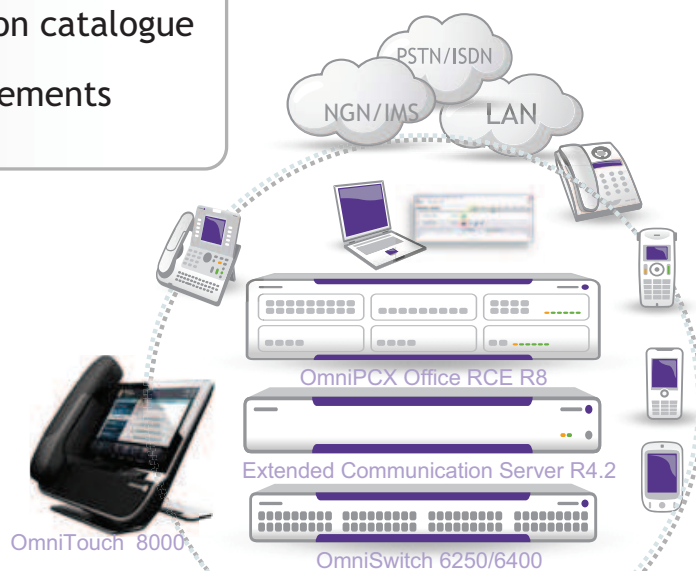 on catalogue
ements
PSTN/ISDN
NGN/IMS
LAN
OmniPCX Office RCE R8
Extended Communication Server R4.2
OmniTouch 8000
OmniSwitch 6250/6400